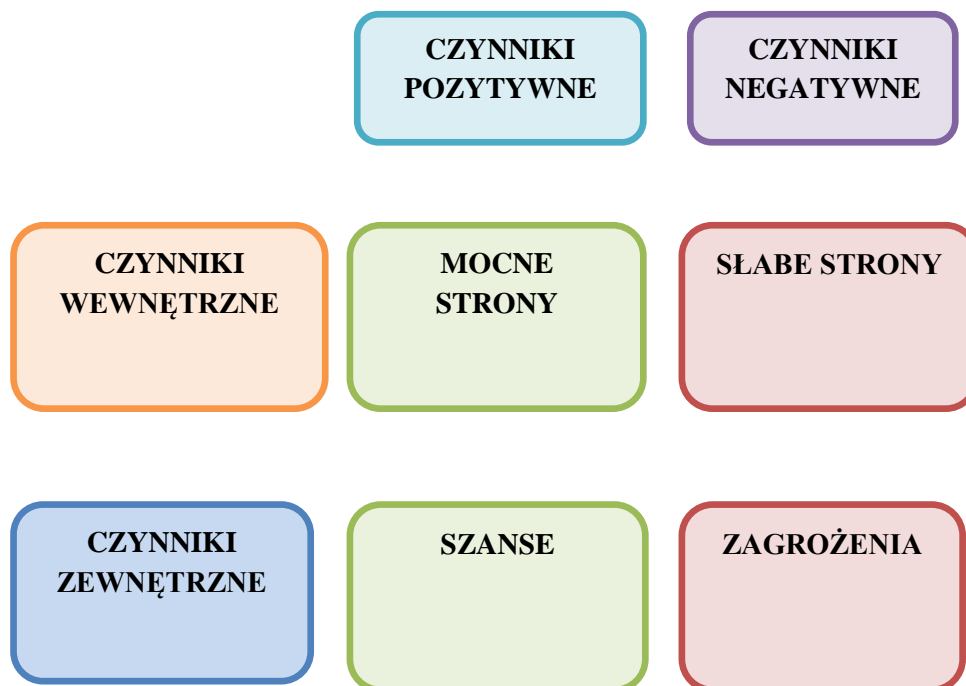 CZYNNIKI
POZYTYWNE
CZYNNIKI
NEGATYWNE
CZYNNIKI
WEWNĘTRZNE
MOCNE
STRONY
SŁABE STRONY
CZYNNIKI
ZEWNĘTRZNE
SZANSE
ZAGROŻENIA